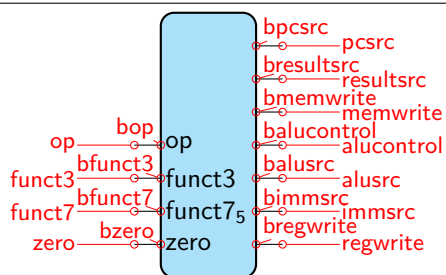 bpcsrc
pcsrc
bresultsrc
resultsrc
bmemwrite
memwrite
bop balucontrol
op op alucontrol
bfunct3 balusrc
funct3 funct3 alusrc
bfunct7 bimmsrc
funct7 funct7₅ immsrc
bzero bregwrite
zero zero regwrite